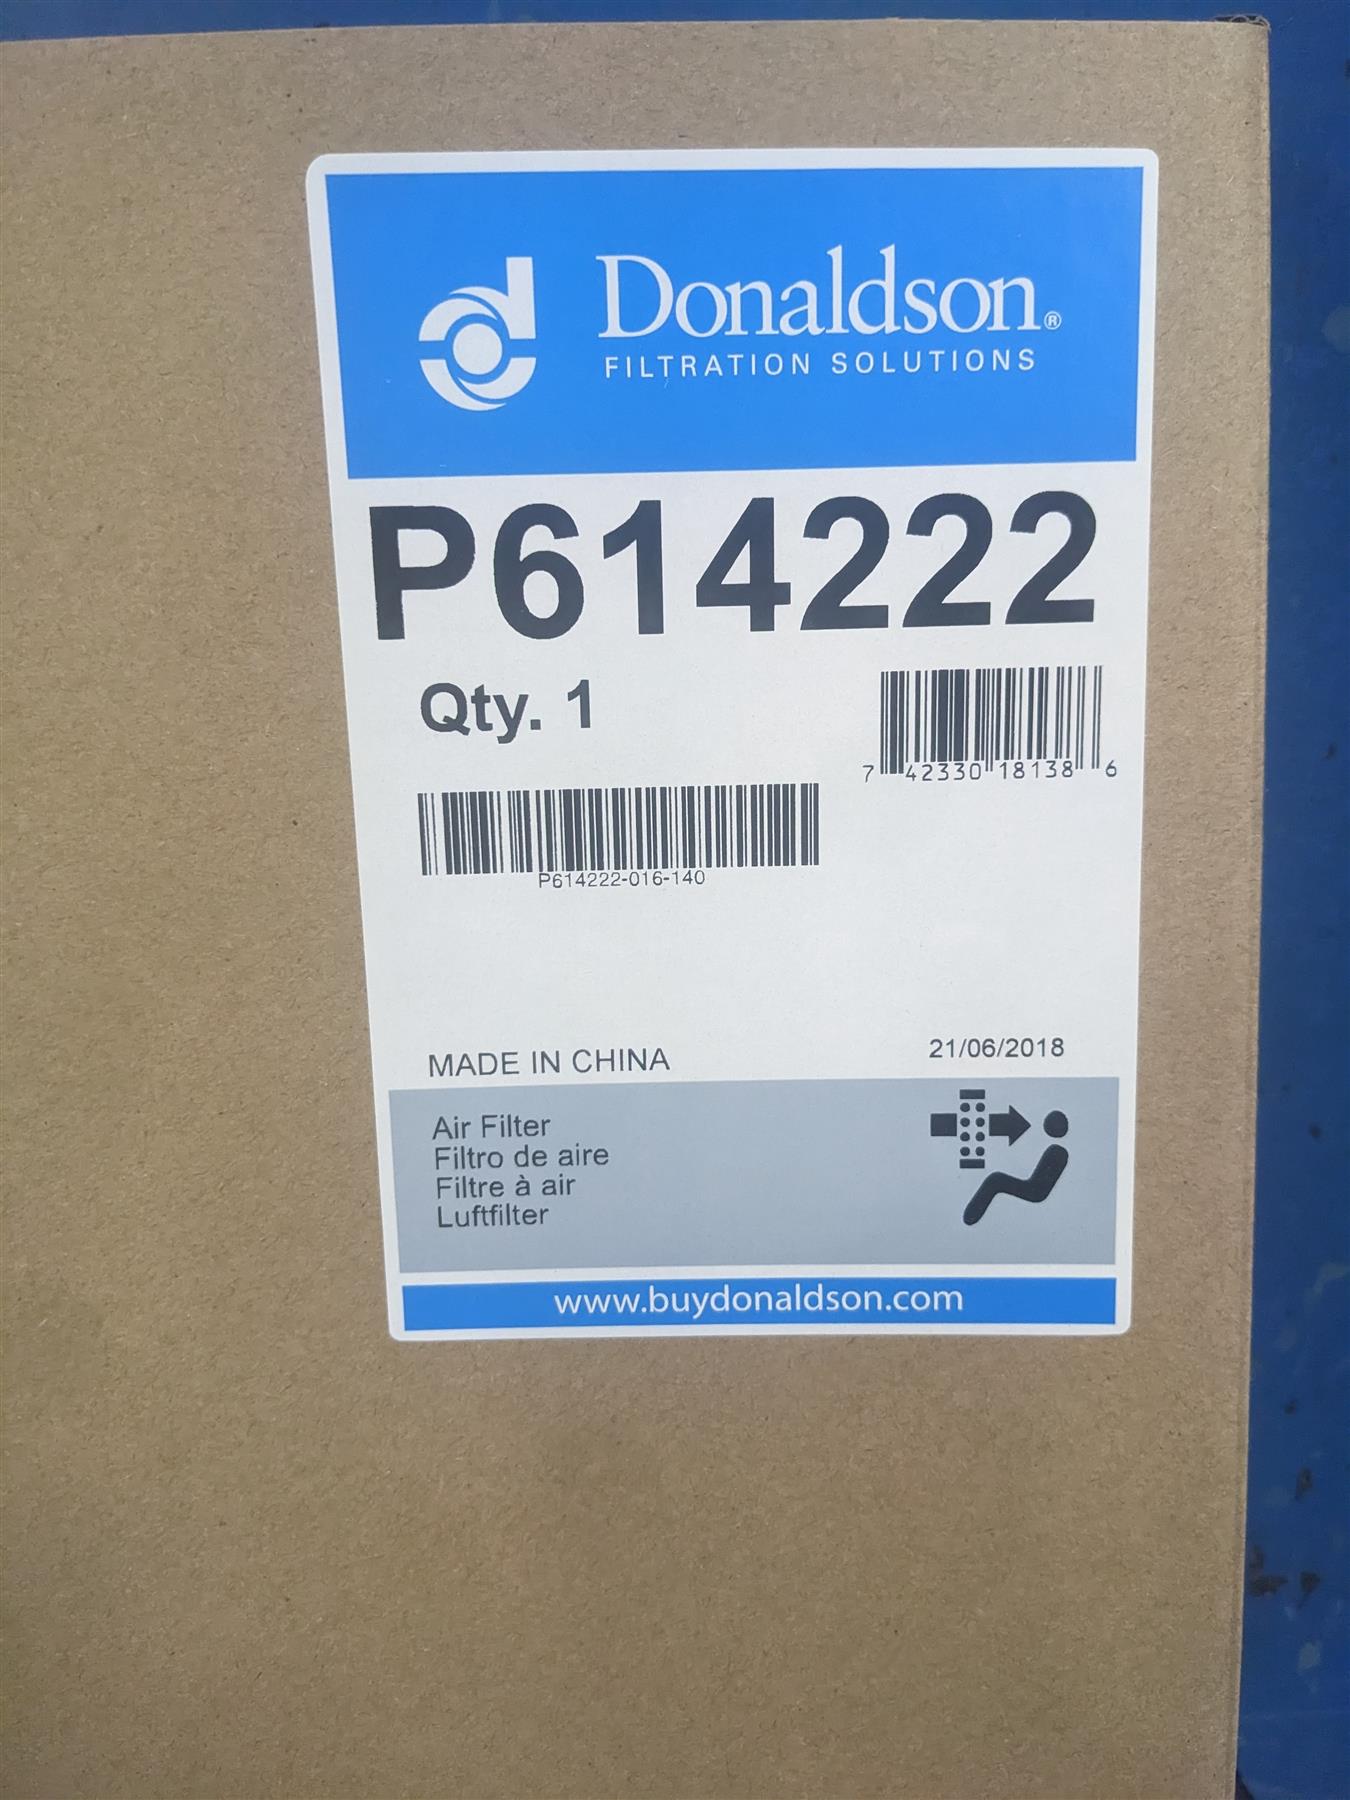 Donaldson®
FILTRATION SOLUTIONS
P614222
Qty. 1
7 42330 18138 6
P614222-016-140
MADE IN CHINA
21/06/2018
Air Filter
Filtro de aire
Filtre à air
Luftfilter
www.buydonaldson.com